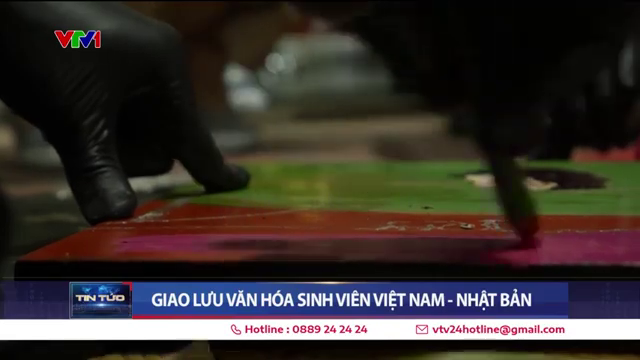 VTV1
TIN TỨC
GIAO LƯU VĂN HÓA SINH VIÊN VIỆT NAM - NHẬT BẢN
Hotline : 0889 24 24 24
vtv24hotline@gmail.com